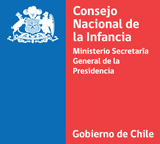 Consejo
Nacional de
la Infancia
Ministerio Secretaría
General de la
Presidencia
Gobierno de Chile